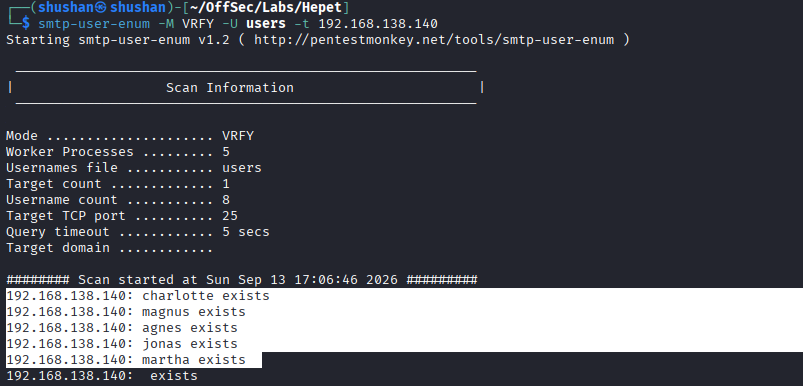 ┌──(shushan㉿shushan)-[~/OffSec/Labs/Hepet]
└─$ smtp-user-enum -M VRFY -U users -t 192.168.138.140
Starting smtp-user-enum v1.2 ( http://pentestmonkey.net/tools/smtp-user-enum )
 ----------------------------------------------------------
|                   Scan Information                       |
 ----------------------------------------------------------
Mode ..................... VRFY
Worker Processes ......... 5
Usernames file ........... users
Target count ............. 1
Username count ........... 8
Target TCP port .......... 25
Query timeout ............ 5 secs
Target domain ............
######## Scan started at Sun Sep 13 17:06:46 2026 #########
192.168.138.140: charlotte exists
192.168.138.140: magnus exists
192.168.138.140: agnes exists
192.168.138.140: jonas exists
192.168.138.140: martha exists
192.168.138.140:  exists